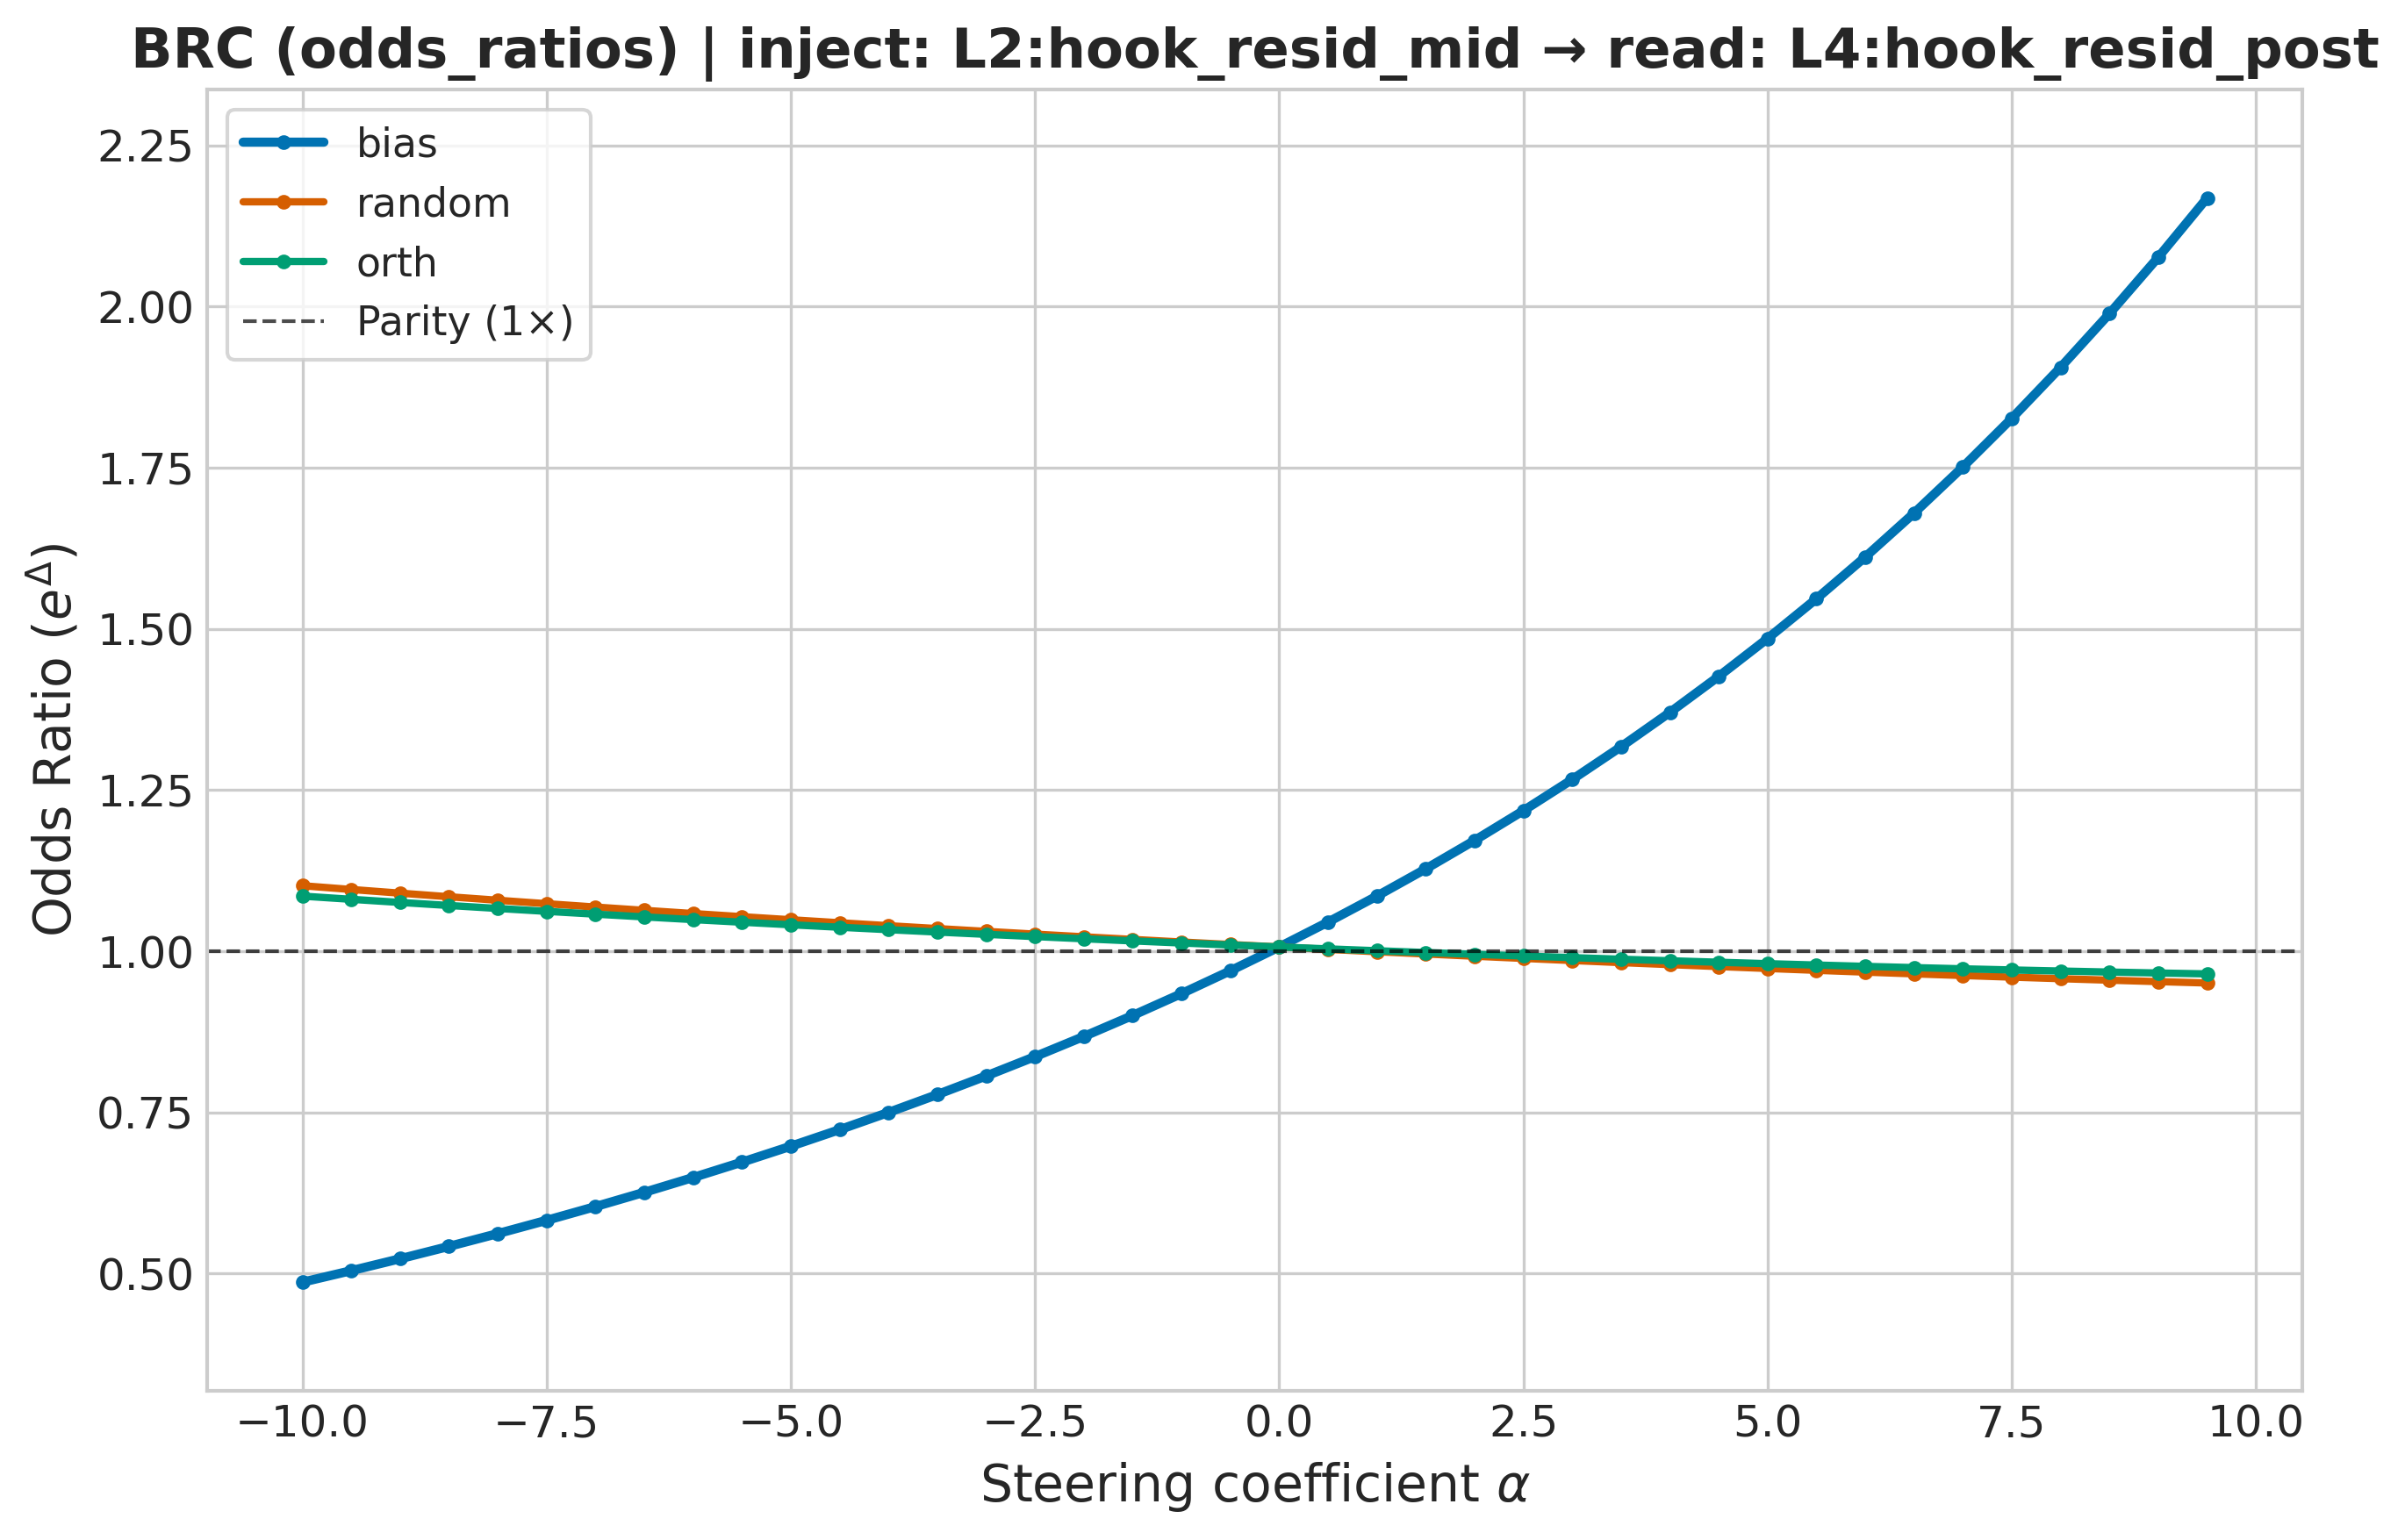 BRC (odds_ratios) | inject: L2:hook_resid_mid → read: L4:hook_resid_post
bias
random
orth
Parity (1×)
Odds Ratio (e^Δ)
2.25
2.00
1.75
1.50
1.25
1.00
0.75
0.50
−10.0 −7.5 −5.0 −2.5 0.0 2.5 5.0 7.5 10.0
Steering coefficient α